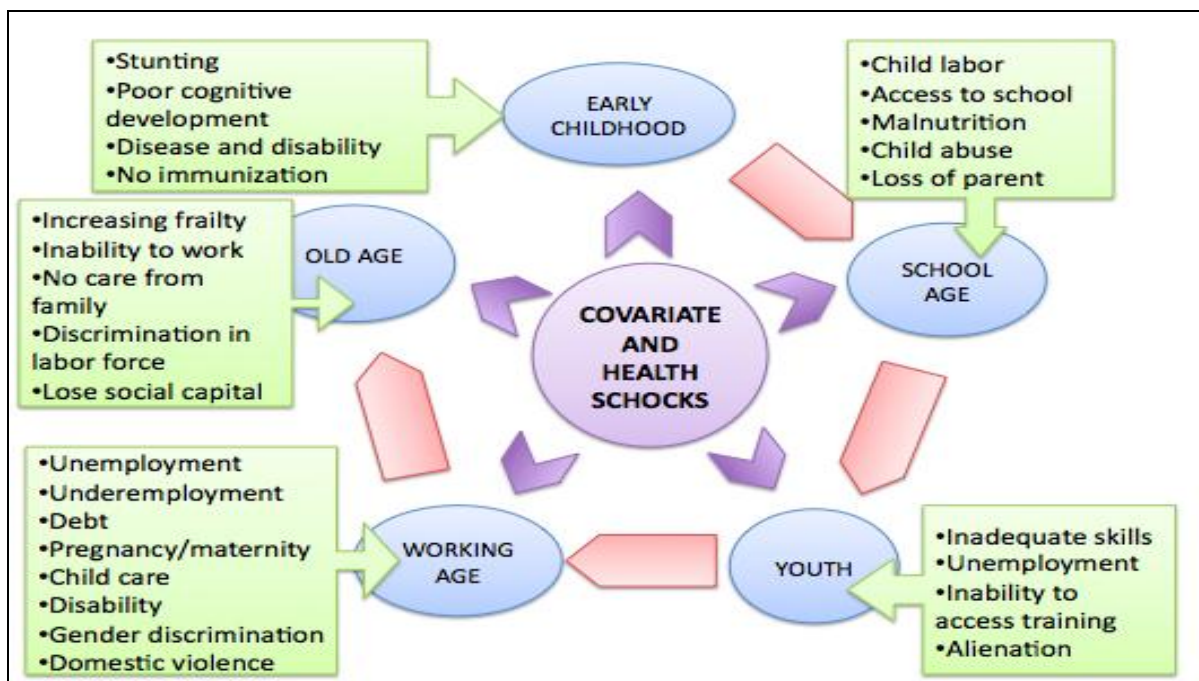 •Stunting
•Poor cognitive
development
•Disease and disability
•No immunization
EARLY
CHILDHOOD
•Child labor
•Access to school
•Malnutrition
•Child abuse
•Loss of parent
•Increasing frailty
•Inability to work
•No care from
family
•Discrimination in
labor force
•Lose social capital
OLD AGE
COVARIATE
AND
HEALTH
SCHOCKS
SCHOOL
AGE
•Unemployment
•Underemployment
•Debt
•Pregnancy/maternity
•Child care
•Disability
•Gender discrimination
•Domestic violence
WORKING
AGE
YOUTH
•Inadequate skills
•Unemployment
•Inability to
access training
•Alienation